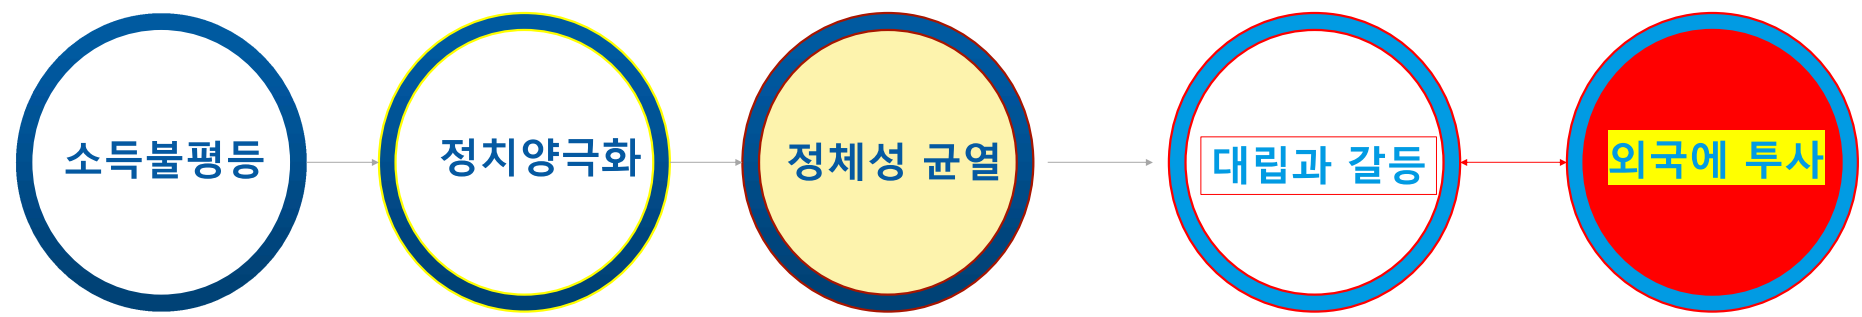 소득불평등
정치양극화
정체성 균열
대립과 갈등
외국에 투사